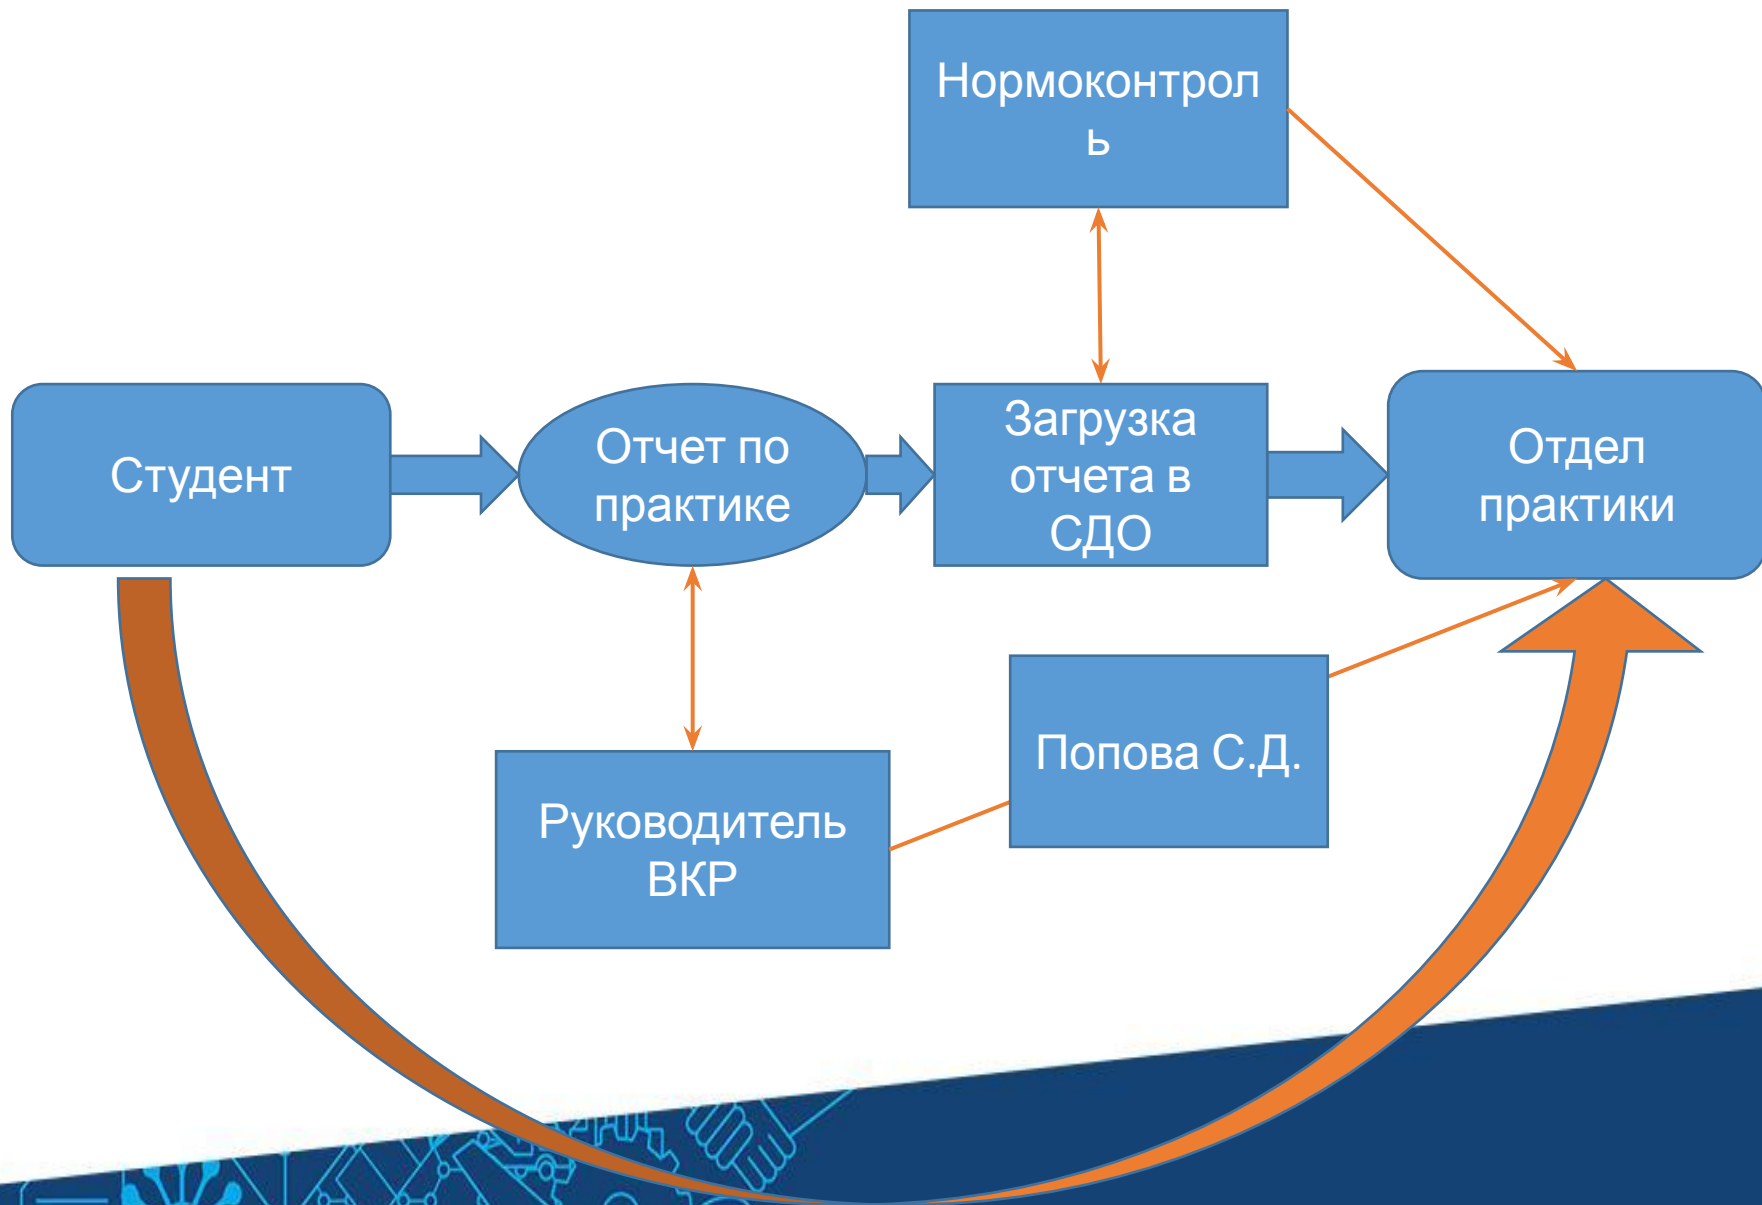 Нормоконтрол
ь
Студент
Отчет по
практике
Загрузка
отчета в
СДО
Отдел
практики
Руководитель
ВКР
Попова С.Д.